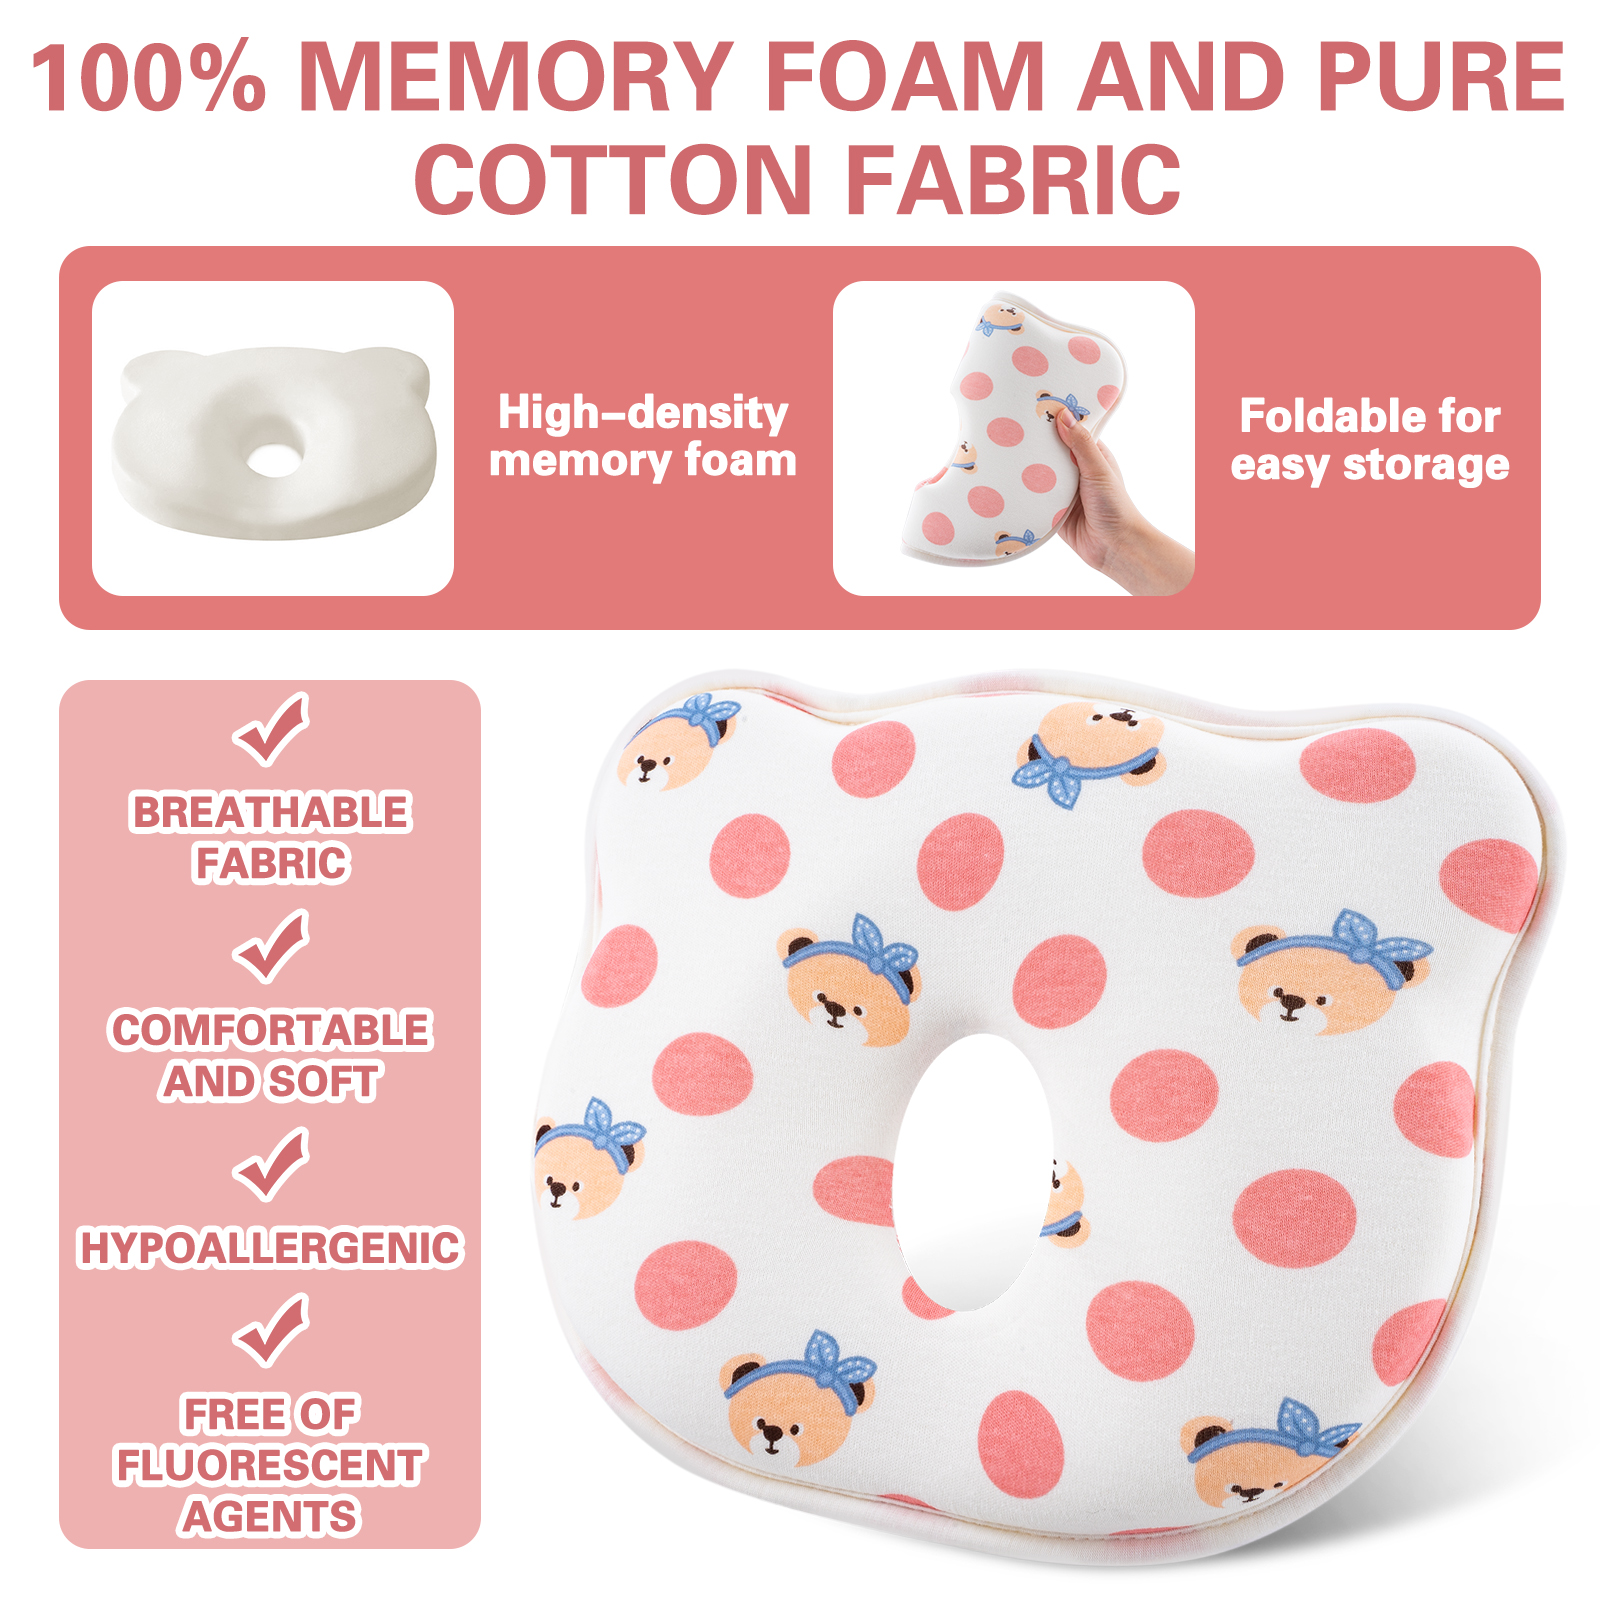 100% MEMORY FOAM AND PURE
COTTON FABRIC
High-density
memory foam
Foldable for
easy storage
BREATHABLE
FABRIC
COMFORTABLE
AND SOFT
HYPOALLERGENIC
FREE OF
FLUORESCENT
AGENTS